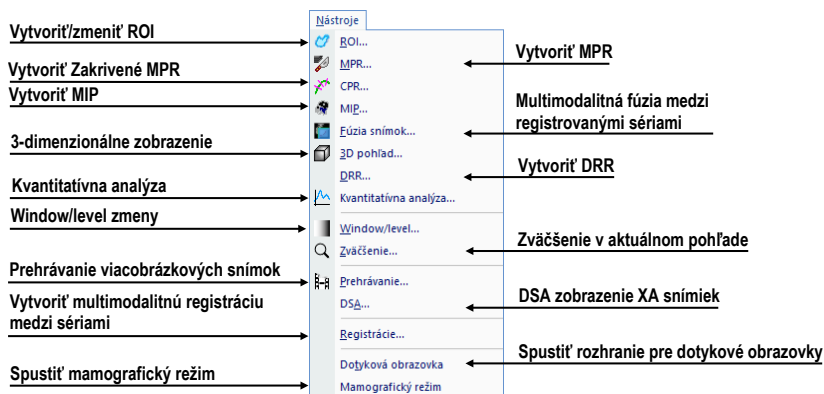 Nástroje
Vytvoriť/zmeniť ROI
ROI...
Vytvoriť MPR
MPR...
Vytvoriť Zakrivené MPR
CPR...
Vytvoriť MIP
MIP...
Multimodalitná fúzia medzi
registrovanými sériami
Fúzia snímok...
3-dimenzionálne zobrazenie
3D pohľad...
Vytvoriť DRR
DRR...
Kvantitatívna analýza
Kvantitatívna analýza...
Window/level zmeny
Window/level...
Zväčšenie v aktuálnom pohľade
Zväčšenie...
Prehrávanie viacobrázkových snímok
Prehrávanie...
DSA zobrazenie XA snímiek
DSA...
Vytvoriť multimodalitnú registráciu
medzi sériami
Registrácie...
Spustiť rozhranie pre dotykové obrazovky
Dotyková obrazovka
Spustiť mamografický režim
Mamografický režim